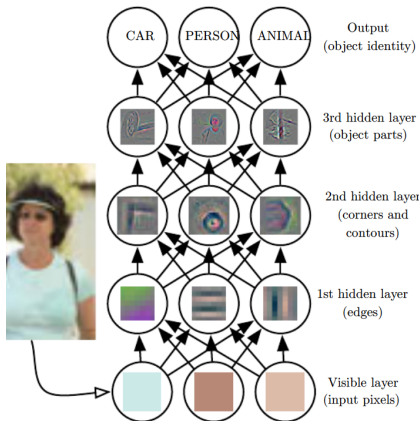 CAR PERSON ANIMAL
Output
(object identity)
3rd hidden layer
(object parts)
2nd hidden layer
(corners and
contours)
1st hidden layer
(edges)
Visible layer
(input pixels)